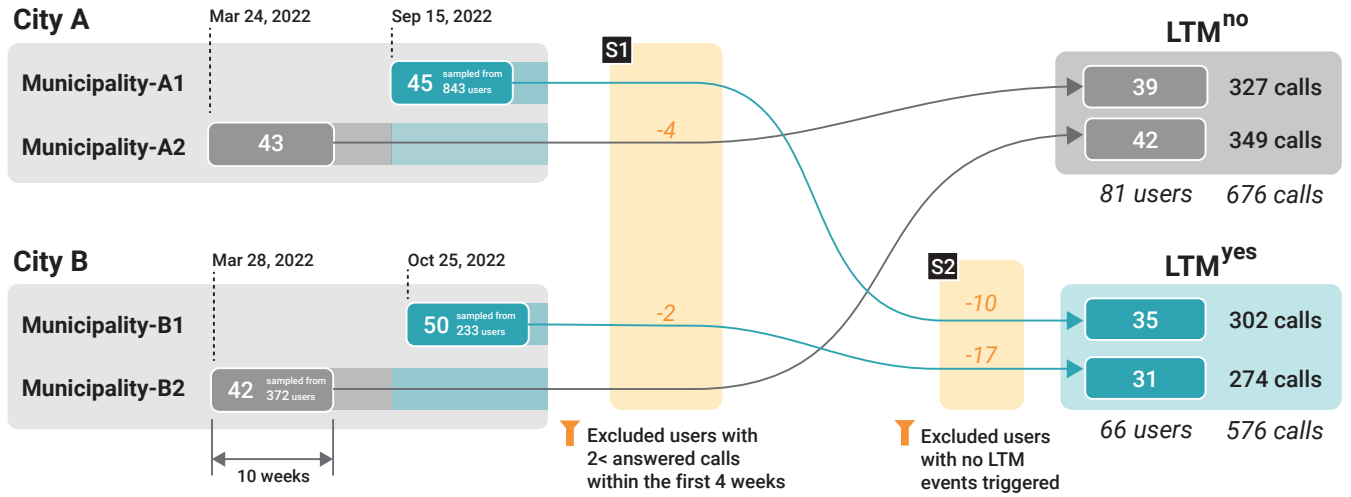 City A
Mar 24, 2022
Sep 15, 2022
Municipality-A1
45 sampled from
843 users
Municipality-A2
43
S1
-4
LTM^no
39 327 calls
42 349 calls
81 users 676 calls
City B
Mar 28, 2022
Oct 25, 2022
Municipality-B1
50 sampled from
233 users
Municipality-B2
42 sampled from
372 users
10 weeks
-2
S2
-10
-17
LTM^yes
35 302 calls
31 274 calls
66 users 576 calls
Excluded users with
2< answered calls
within the first 4 weeks
Excluded users
with no LTM
events triggered